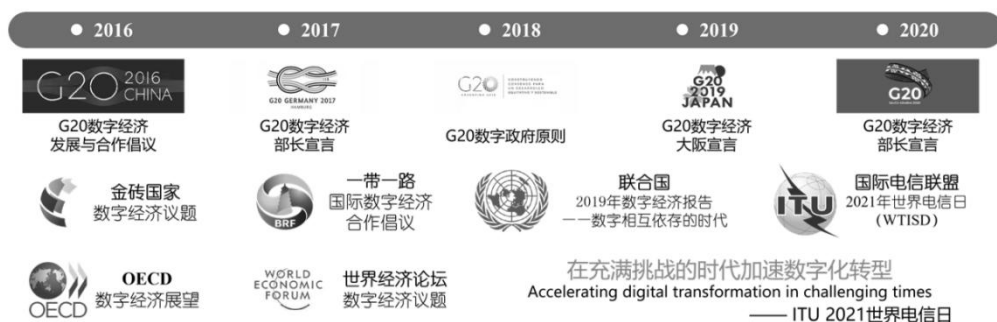 2016
2017
2018
2019
2020
G20 2016
CHINA
G20数字经济
发展与合作倡议
G20 GERMANY 2017
HAMBURG
G20数字经济
部长宣言
G20
G20数字政府原则
G20
2019
JAPAN
G20数字经济
大阪宣言
G20
G20数字经济
部长宣言
金砖国家
数字经济议题
BRF
一带一路
国际数字经济
合作倡议
联合国
2019年数字经济报告
——数字相互依存的时代
ITU
国际电信联盟
2021年世界电信日
(WTISD)
OECD
OECD
数字经济展望
WORLD
ECONOMIC
FORUM
世界经济论坛
数字经济议题
在充满挑战的时代加速数字化转型
Accelerating digital transformation in challenging times
—— ITU 2021世界电信日